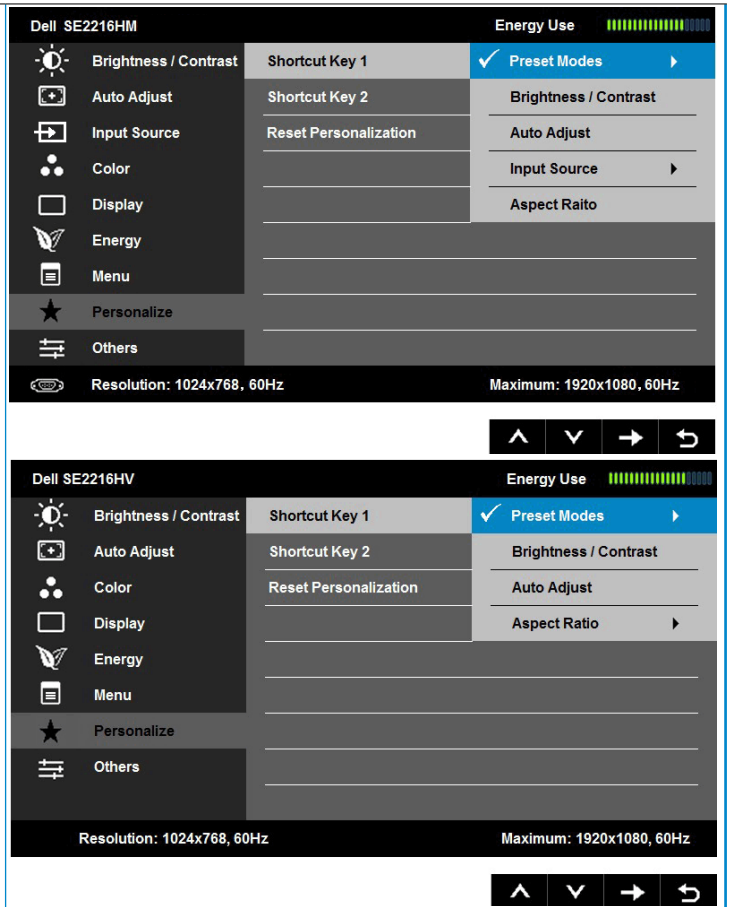 Dell SE2216HM Energy Use
Brightness / Contrast Shortcut Key 1 Preset Modes
Auto Adjust Shortcut Key 2 Brightness / Contrast
Input Source Reset Personalization Auto Adjust
Color Input Source
Display Aspect Raito
Energy
Menu
Personalize
Others
Resolution: 1024x768, 60Hz Maximum: 1920x1080, 60Hz
Dell SE2216HV Energy Use
Brightness / Contrast Shortcut Key 1 Preset Modes
Auto Adjust Shortcut Key 2 Brightness / Contrast
Color Reset Personalization Auto Adjust
Display Aspect Ratio
Energy
Menu
Personalize
Others
Resolution: 1024x768, 60Hz Maximum: 1920x1080, 60Hz